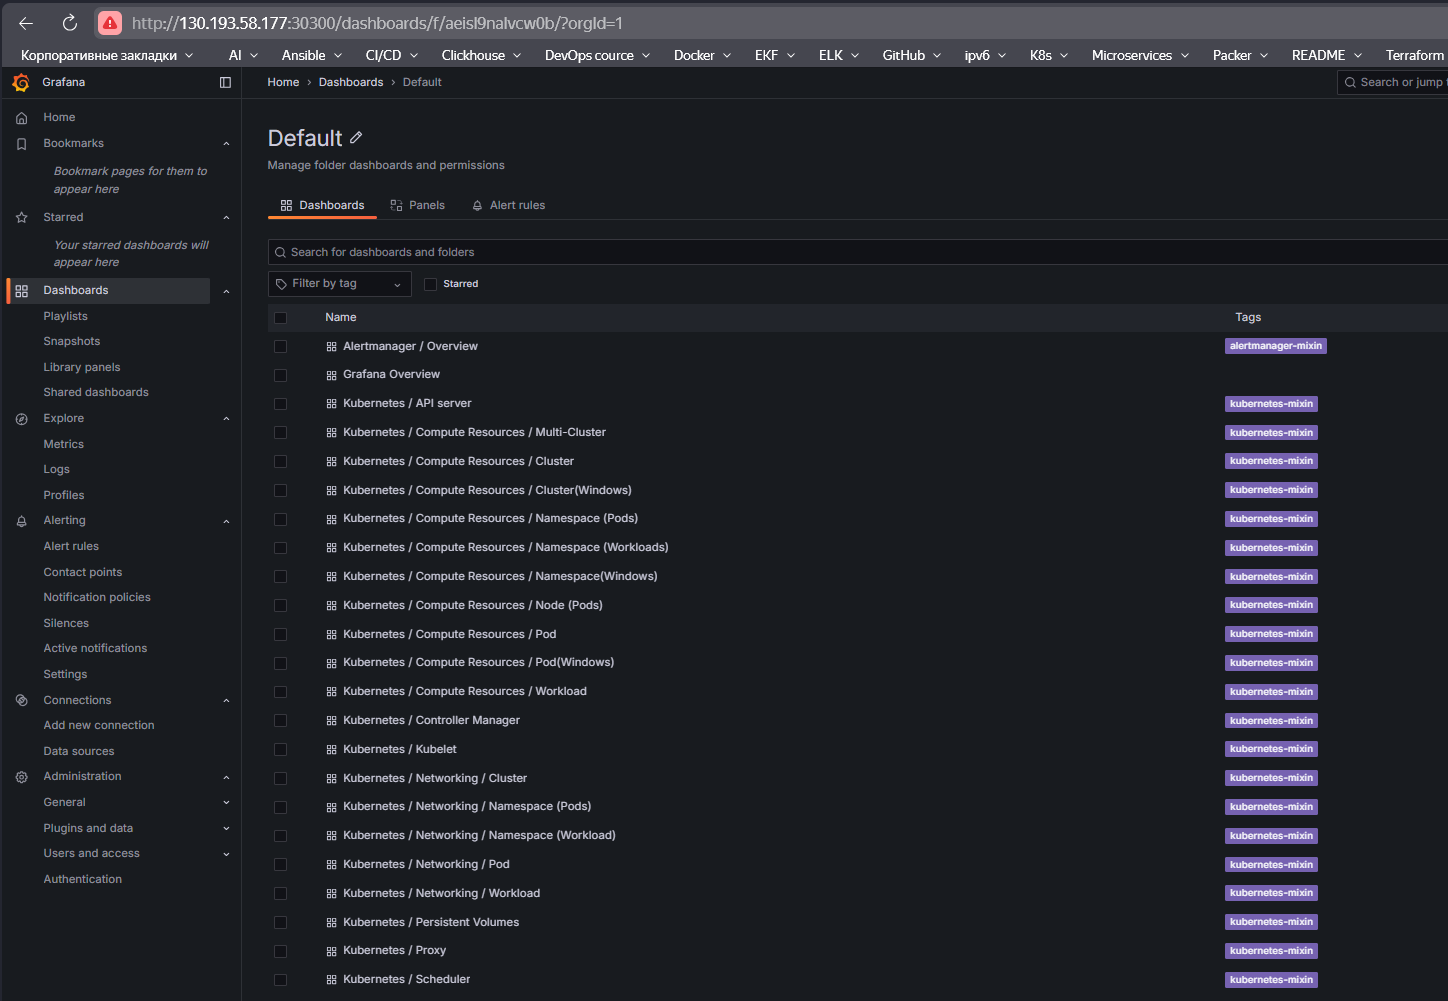 http://130.193.58.177:30300/dashboards/f/aeisl9nalvcw0b/?orgId=1
Корпоративные закладки AI Ansible CI/CD Clickhouse DevOps cource Docker EKF ELK GitHub ipv6 K8s Microservices Packer README Terraform
Grafana
Home › Dashboards › Default
Search or jump t
Home
Bookmarks
Bookmark pages for them to
appear here
Starred
Your starred dashboards will
appear here
Dashboards
Playlists
Snapshots
Library panels
Shared dashboards
Explore
Metrics
Logs
Profiles
Alerting
Alert rules
Contact points
Notification policies
Silences
Active notifications
Settings
Connections
Add new connection
Data sources
Administration
General
Plugins and data
Users and access
Authentication
Default
Manage folder dashboards and permissions
Dashboards Panels Alert rules
Search for dashboards and folders
Filter by tag Starred
Name Tags
Alertmanager / Overview alertmanager-mixin
Grafana Overview
Kubernetes / API server kubernetes-mixin
Kubernetes / Compute Resources / Multi-Cluster kubernetes-mixin
Kubernetes / Compute Resources / Cluster kubernetes-mixin
Kubernetes / Compute Resources / Cluster(Windows) kubernetes-mixin
Kubernetes / Compute Resources / Namespace (Pods) kubernetes-mixin
Kubernetes / Compute Resources / Namespace (Workloads) kubernetes-mixin
Kubernetes / Compute Resources / Namespace(Windows) kubernetes-mixin
Kubernetes / Compute Resources / Node (Pods) kubernetes-mixin
Kubernetes / Compute Resources / Pod kubernetes-mixin
Kubernetes / Compute Resources / Pod(Windows) kubernetes-mixin
Kubernetes / Compute Resources / Workload kubernetes-mixin
Kubernetes / Controller Manager kubernetes-mixin
Kubernetes / Kubelet kubernetes-mixin
Kubernetes / Networking / Cluster kubernetes-mixin
Kubernetes / Networking / Namespace (Pods) kubernetes-mixin
Kubernetes / Networking / Namespace (Workload) kubernetes-mixin
Kubernetes / Networking / Pod kubernetes-mixin
Kubernetes / Networking / Workload kubernetes-mixin
Kubernetes / Persistent Volumes kubernetes-mixin
Kubernetes / Proxy kubernetes-mixin
Kubernetes / Scheduler kubernetes-mixin